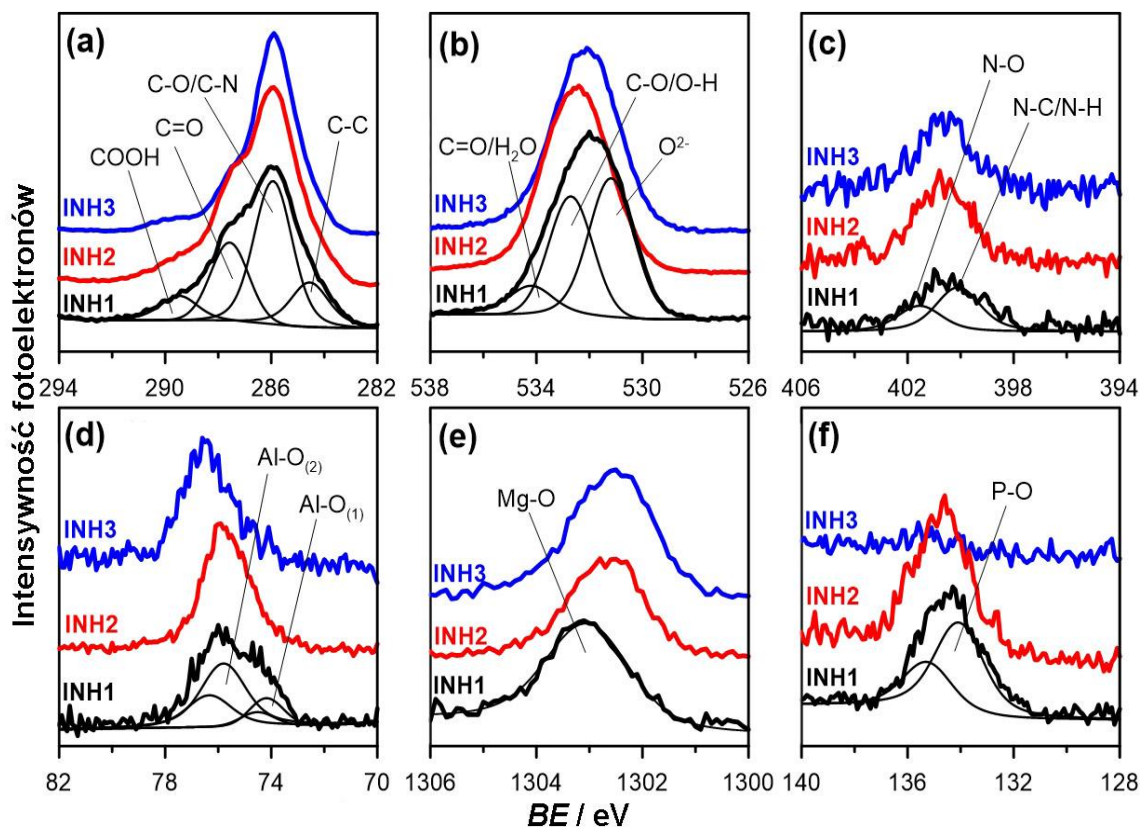 Intensywność fotoelektronów
(a)
C-O/C-N
C=O
COOH
C-C
INH3
INH2
INH1
294 290 286 282
(b)
C-O/O-H
C=O/H₂O
O²⁻
INH3
INH2
INH1
538 534 530 526
(c)
N-O
N-C/N-H
INH3
INH2
INH1
406 402 398 394
(d)
Al-O₍₂₎
Al-O₍₁₎
INH3
INH2
INH1
82 78 74 70
(e)
Mg-O
INH3
INH2
INH1
1306 1304 1302 1300
(f)
P-O
INH3
INH2
INH1
140 136 132 128
BE / eV